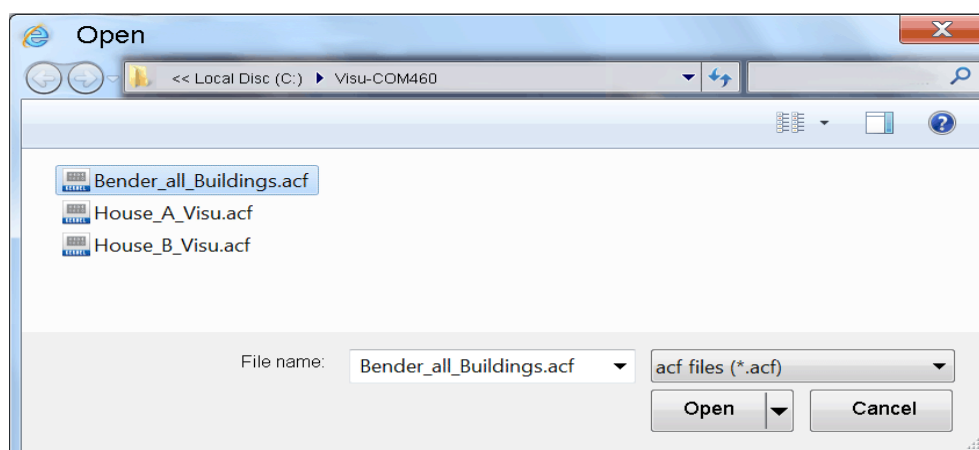 Open
<< Local Disc (C:) Visu-COM460
Bender_all_Buildings.acf
House_A_Visu.acf
House_B_Visu.acf
File name: Bender_all_Buildings.acf acf files (*.acf)
Open Cancel